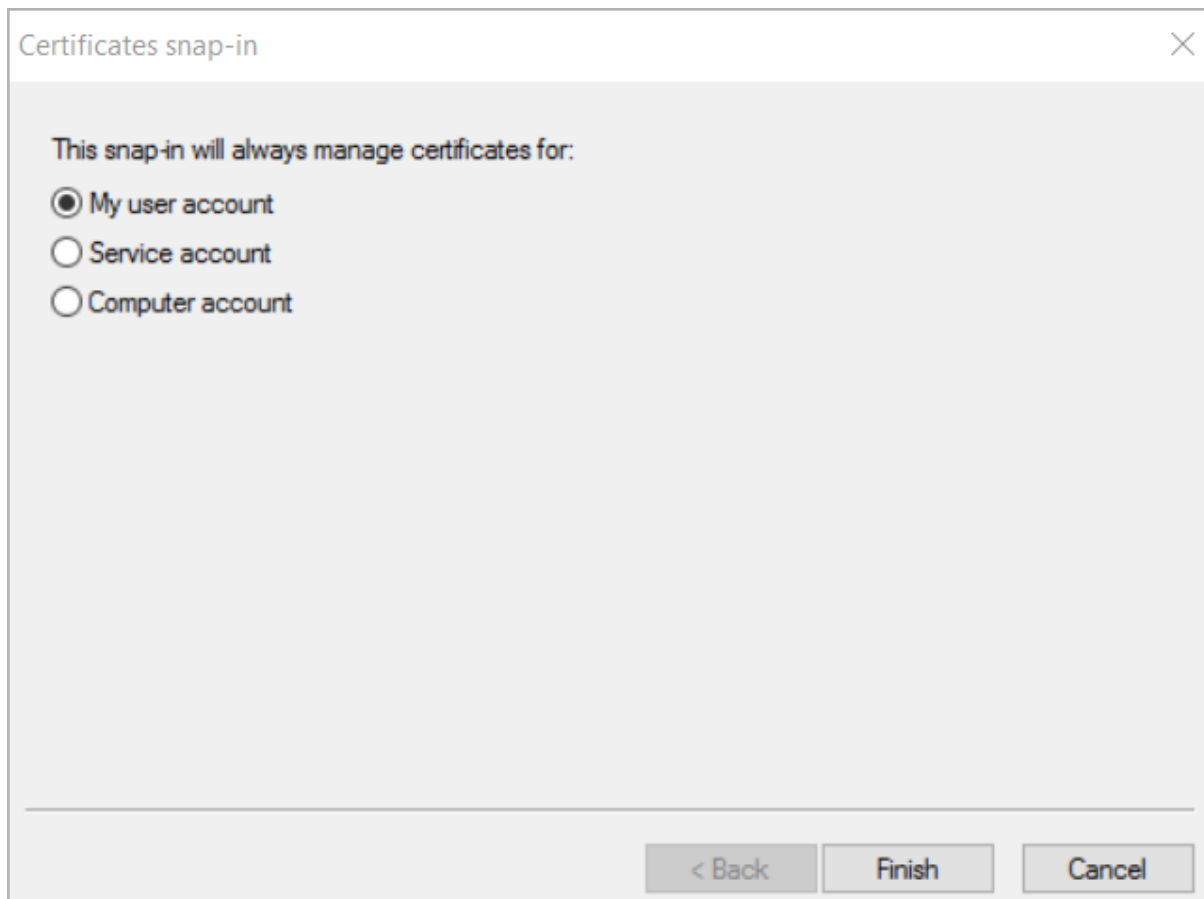 Certificates snap-in
This snap-in will always manage certificates for:
My user account
Service account
Computer account
< Back
Finish
Cancel